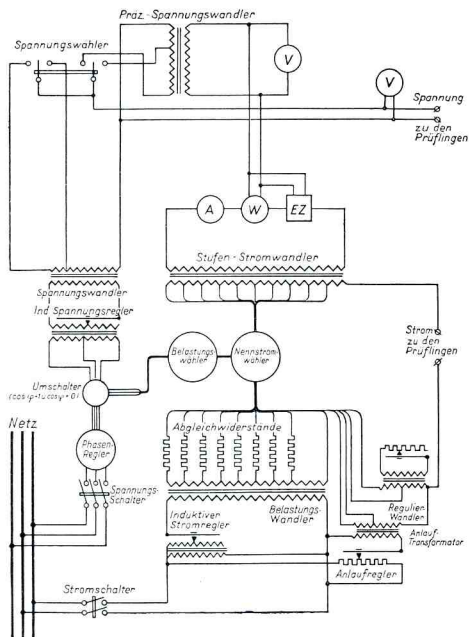 Präz.-Spannungswandler
Spannungswähler
V
V
Spannung
zu den
Prüflingen
A
W
EZ
Stufen-Stromwandler
Spannungswandler
Ind Spannungsregler
Strom
zu den
Prüflingen
Belastungs-
wähler
Nennstrom-
wähler
Umschalter
(cos φ=1 u cos φ=0)
Netz
Abgleichwiderstände
Phasen-
Regler
Spannungs-
Schalter
Induktiver
Stromregler
Belastungs-
Wandler
Regulier
Wandler
Anlauf-
Transformator
Stromschalter
Anlaufregler